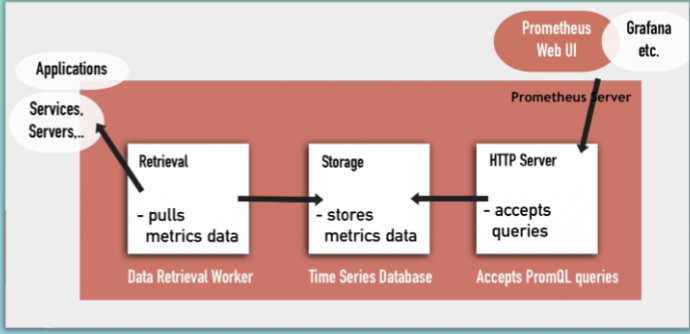 Prometheus
Web UI
Grafana
etc.
Applications
Services,
Servers,..
Prometheus Server
Retrieval
- pulls
metrics data
Storage
- stores
metrics data
HTTP Server
- accepts
queries
Data Retrieval Worker
Time Series Database
Accepts PromQL queries